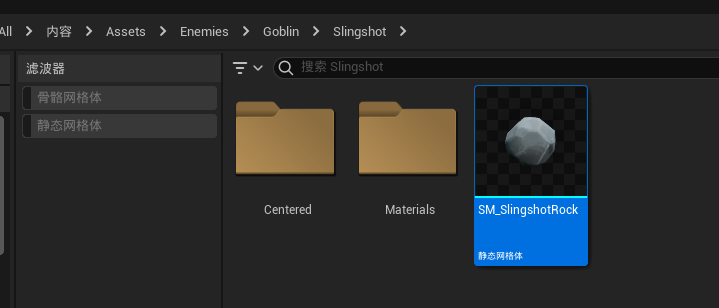 All > 内容 > Assets > Enemies > Goblin > Slingshot >
滤波器
搜索 Slingshot
骨骼网格体
静态网格体
Centered
Materials
SM_SlingshotRock
静态网格体